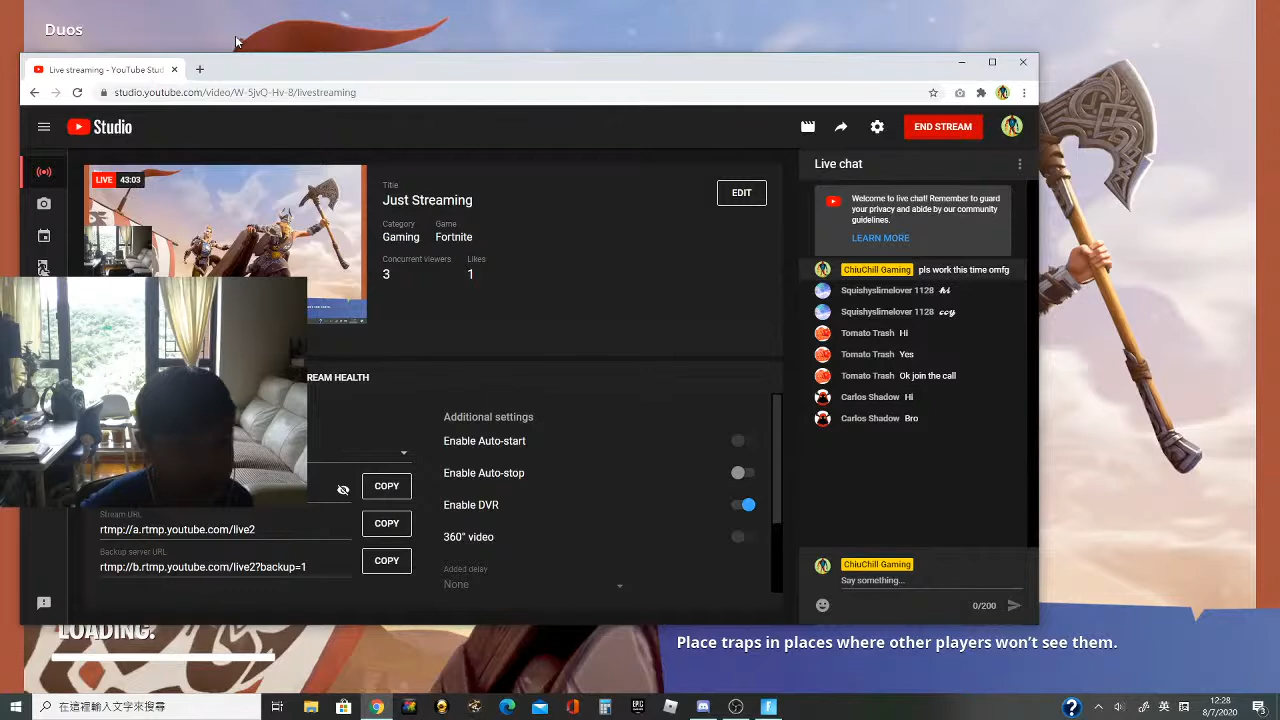 Duos
Live streaming - YouTube Stud
studio.youtube.com/video/W-5jvQ-Hv-8/livestreaming
Studio
END STREAM
LIVE 43:03
Title
Just Streaming
EDIT
Category Game
Gaming Fortnite
Concurrent viewers Likes
3 1
REAM HEALTH
COPY
Stream URL
rtmp://a.rtmp.youtube.com/live2
COPY
Backup server URL
rtmp://b.rtmp.youtube.com/live2?backup=1
COPY
Additional settings
Enable Auto-start
Enable Auto-stop
Enable DVR
360° video
Added delay
None
Live chat
Welcome to live chat! Remember to guard
your privacy and abide by our community
guidelines.
LEARN MORE
ChiuChill Gaming pls work this time omfg
Squishyslimelover 1128 hi
Squishyslimelover 1128
Tomato Trash Hi
Tomato Trash Yes
Tomato Trash Ok join the call
Carlos Shadow Hi
Carlos Shadow Bro
ChiuChill Gaming
Say something...
0/200
LOADING.
Place traps in places where other players won't see them.
在這裡輸入文字來搜尋
EPIC
英
12:28
8/7/2020